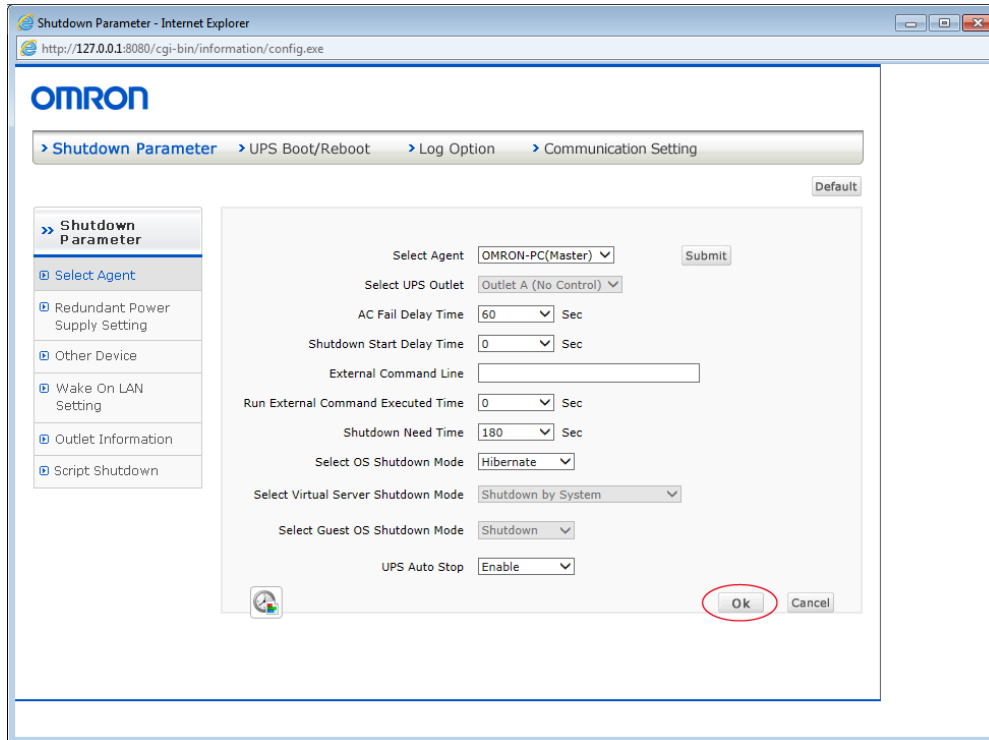 Shutdown Parameter - Internet Explorer
http://127.0.0.1:8080/cgi-bin/information/config.exe
OMRON
Shutdown Parameter UPS Boot/Reboot Log Option Communication Setting
Default
Shutdown
Parameter
Select Agent
Redundant Power
Supply Setting
Other Device
Wake On LAN
Setting
Outlet Information
Script Shutdown
Select Agent OMRON-PC(Master) Submit
Select UPS Outlet Outlet A (No Control)
AC Fail Delay Time 60 Sec
Shutdown Start Delay Time 0 Sec
External Command Line
Run External Command Executed Time 0 Sec
Shutdown Need Time 180 Sec
Select OS Shutdown Mode Hibernate
Select Virtual Server Shutdown Mode Shutdown by System
Select Guest OS Shutdown Mode Shutdown
UPS Auto Stop Enable
Ok Cancel